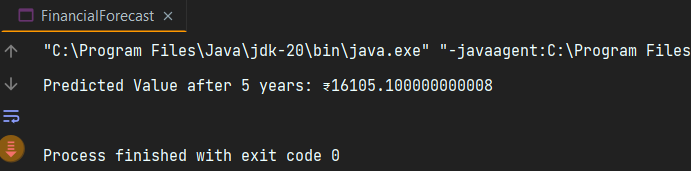 FinancialForecast ×
"C:\Program Files\Java\jdk-20\bin\java.exe" "-javaagent:C:\Program Files
Predicted Value after 5 years: ₹16105.100000000008
Process finished with exit code 0